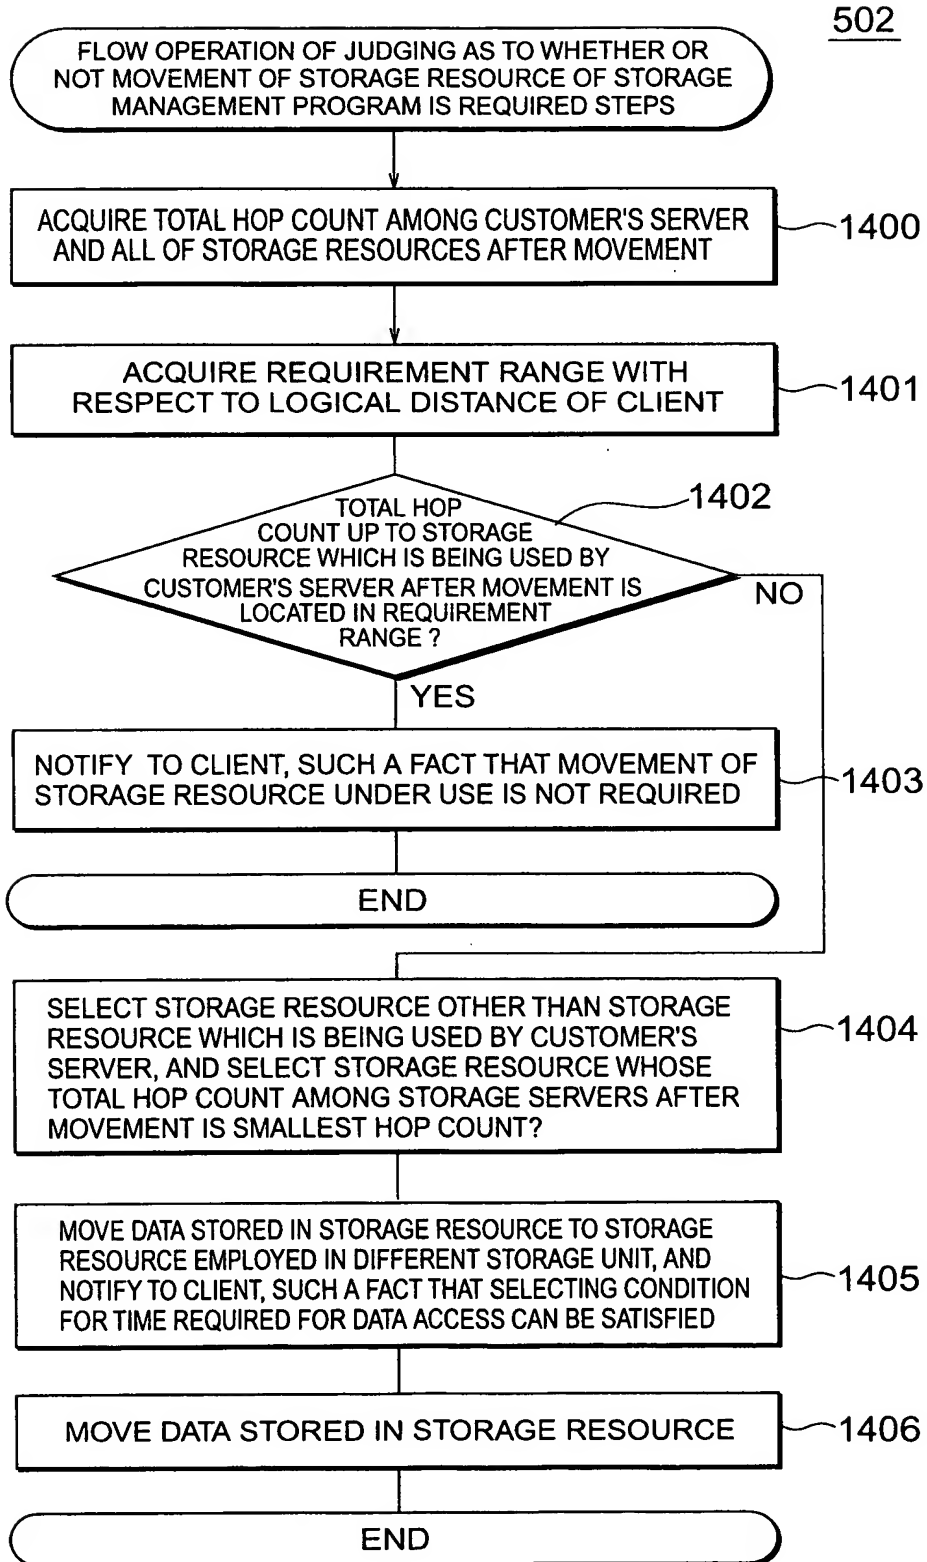 502
FLOW OPERATION OF JUDGING AS TO WHETHER OR
NOT MOVEMENT OF STORAGE RESOURCE OF STORAGE
MANAGEMENT PROGRAM IS REQUIRED STEPS
ACQUIRE TOTAL HOP COUNT AMONG CUSTOMER'S SERVER
AND ALL OF STORAGE RESOURCES AFTER MOVEMENT
1400
ACQUIRE REQUIREMENT RANGE WITH
RESPECT TO LOGICAL DISTANCE OF CLIENT
1401
1402
TOTAL HOP
COUNT UP TO STORAGE
RESOURCE WHICH IS BEING USED BY
CUSTOMER'S SERVER AFTER MOVEMENT IS
LOCATED IN REQUIREMENT
RANGE ?
NO
YES
NOTIFY TO CLIENT, SUCH A FACT THAT MOVEMENT OF
STORAGE RESOURCE UNDER USE IS NOT REQUIRED
1403
END
SELECT STORAGE RESOURCE OTHER THAN STORAGE
RESOURCE WHICH IS BEING USED BY CUSTOMER'S
SERVER, AND SELECT STORAGE RESOURCE WHOSE
TOTAL HOP COUNT AMONG STORAGE SERVERS AFTER
MOVEMENT IS SMALLEST HOP COUNT?
1404
MOVE DATA STORED IN STORAGE RESOURCE TO STORAGE
RESOURCE EMPLOYED IN DIFFERENT STORAGE UNIT, AND
NOTIFY TO CLIENT, SUCH A FACT THAT SELECTING CONDITION
FOR TIME REQUIRED FOR DATA ACCESS CAN BE SATISFIED
1405
MOVE DATA STORED IN STORAGE RESOURCE
1406
END